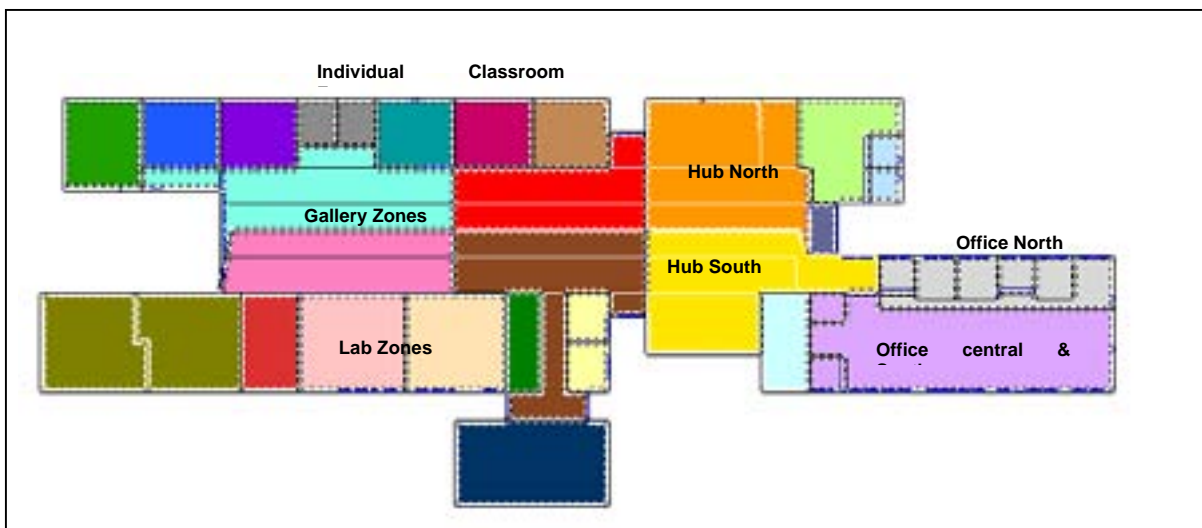 Individual Classroom
Hub North
Gallery Zones
Office North
Hub South
Lab Zones
Office central &